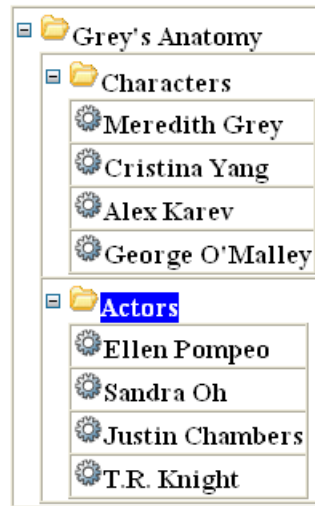 Grey's Anatomy
Characters
Meredith Grey
Cristina Yang
Alex Karev
George O'Malley
Actors
Ellen Pompeo
Sandra Oh
Justin Chambers
T.R. Knight